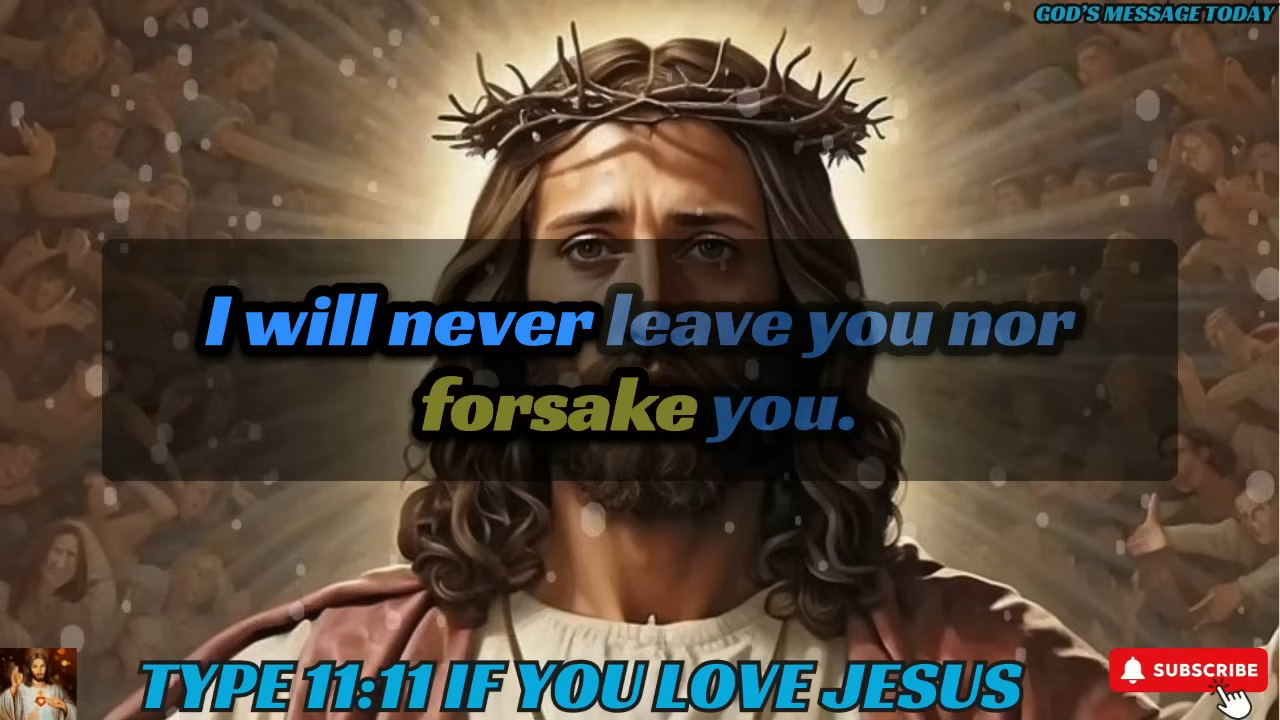 GOD'S MESSAGE TODAY
I will never leave you nor
forsake you.
TYPE 11:11 IF YOU LOVE JESUS
SUBSCRIBE